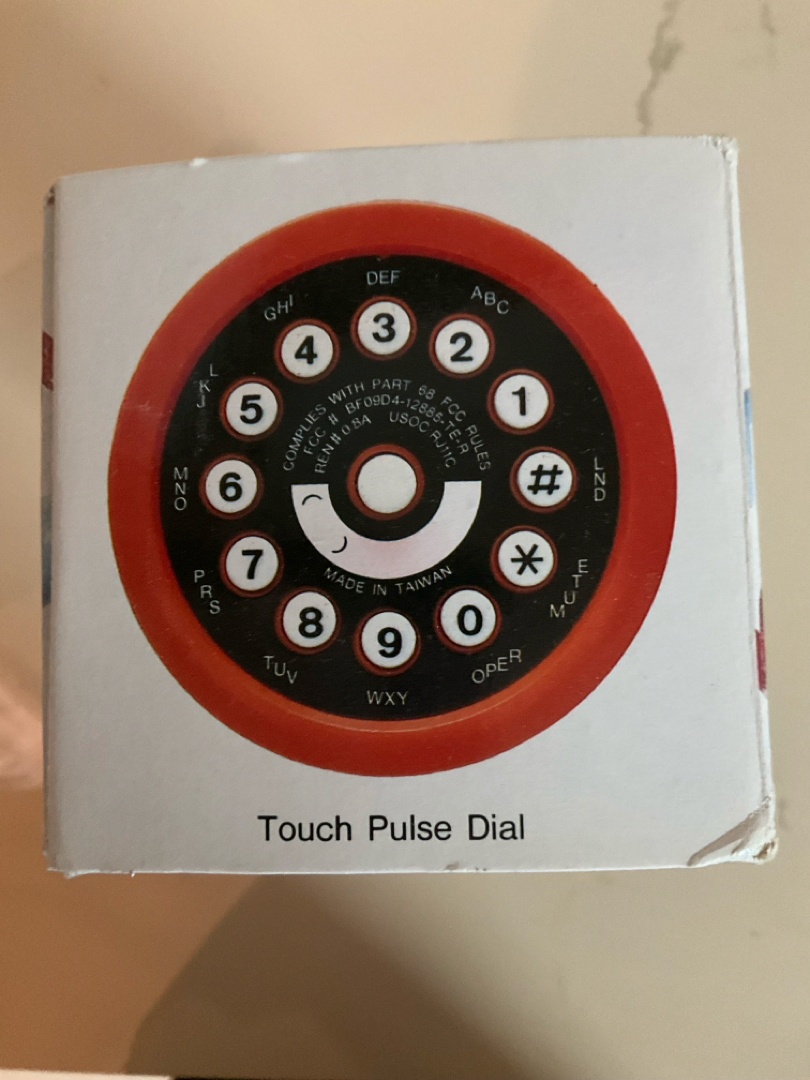 DEF
GHI
ABC
3
4
2
JKL
5
1
COMPLIES WITH PART 68 FCC RULES
FCC # BF09D4-12885-TE-R
REN # 0.8A USOC RJ11C
MNO
6
#
LND
7
*
PRS
MUTE
MADE IN TAIWAN
8
9
0
TUV
WXY
OPER
Touch Pulse Dial